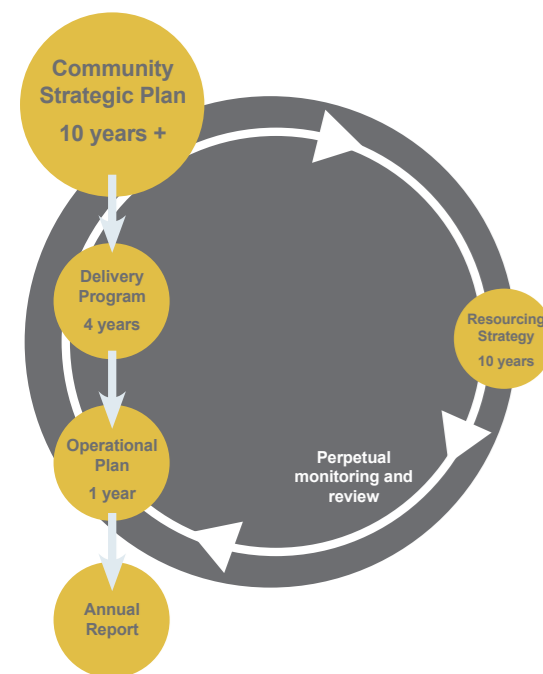 Community
Strategic Plan
10 years +
Delivery
Program
4 years
Resourcing
Strategy
10 years
Operational
Plan
1 year
Perpetual
monitoring and
review
Annual
Report